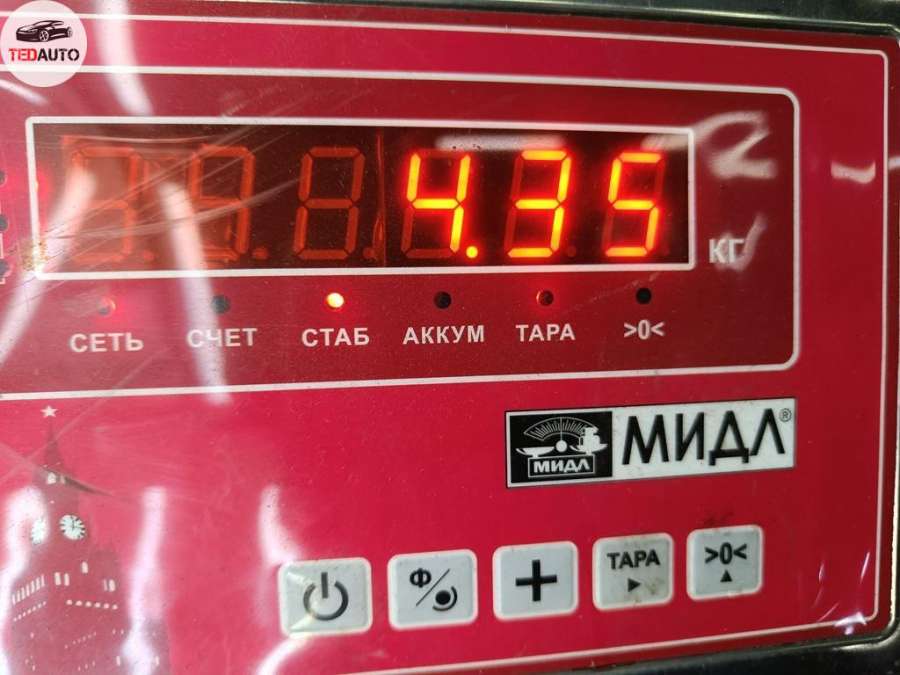 TEDAUTO
4.35
КГ
СЕТЬ СЧЕТ СТАБ АККУМ ТАРА >0<
МИДЛ МИДЛ®
Ф ТАРА >0<